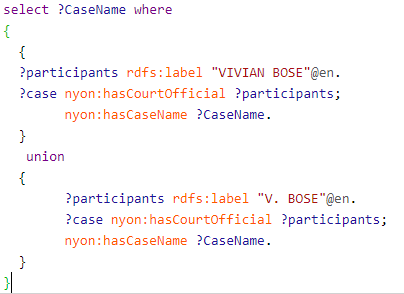 select ?CaseName where
{
{
?participants rdfs:label "VIVIAN BOSE"@en.
?case nyon:hasCourtOfficial ?participants;
nyon:hasCaseName ?CaseName.
}
union
{
?participants rdfs:label "V. BOSE"@en.
?case nyon:hasCourtOfficial ?participants;
nyon:hasCaseName ?CaseName.
}
}